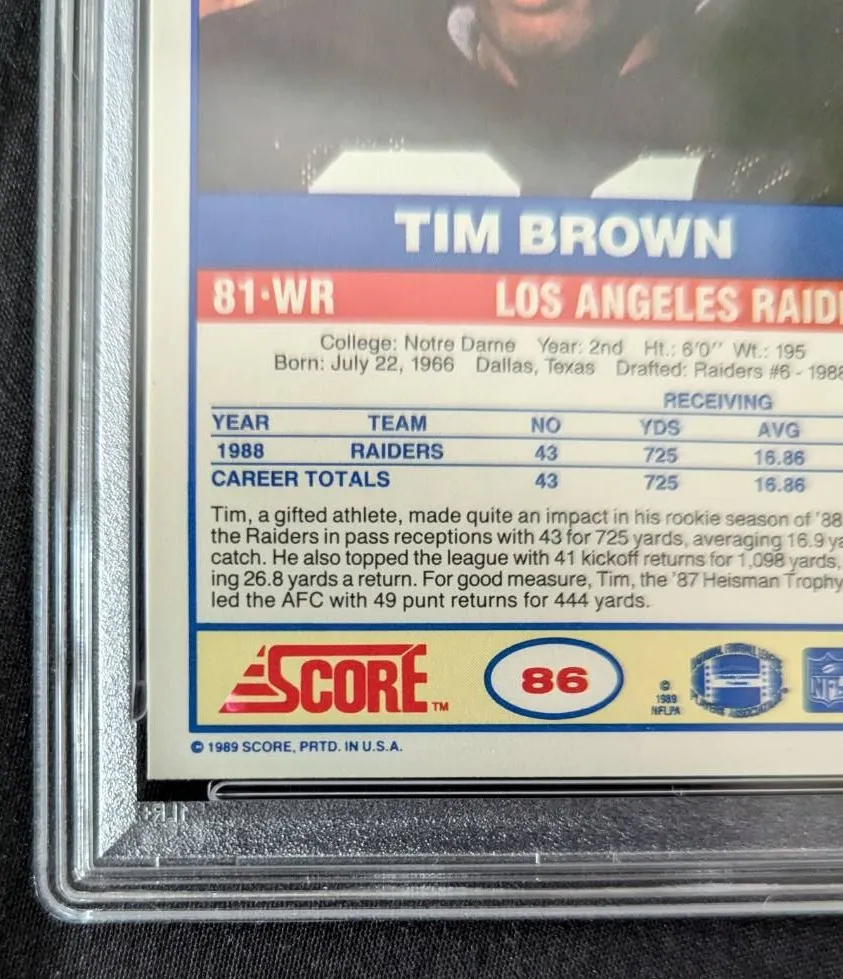 TIM BROWN
81·WR LOS ANGELES RAID
College: Notre Dame Year: 2nd Ht.: 6'0'' Wt.: 195
Born: July 22, 1966 Dallas, Texas Drafted: Raiders #6 - 1988
RECEIVING
YEAR TEAM NO YDS AVG
1988 RAIDERS 43 725 16.86
CAREER TOTALS 43 725 16.86
Tim, a gifted athlete, made quite an impact in his rookie season of '88
the Raiders in pass receptions with 43 for 725 yards, averaging 16.9 ya
catch. He also topped the league with 41 kickoff returns for 1,098 yards,
ing 26.8 yards a return. For good measure, Tim, the '87 Heisman Trophy
led the AFC with 49 punt returns for 444 yards.
SCORE TM 86 © 1989 NFLPA NFL
© 1989 SCORE, PRTD. IN U.S.A.